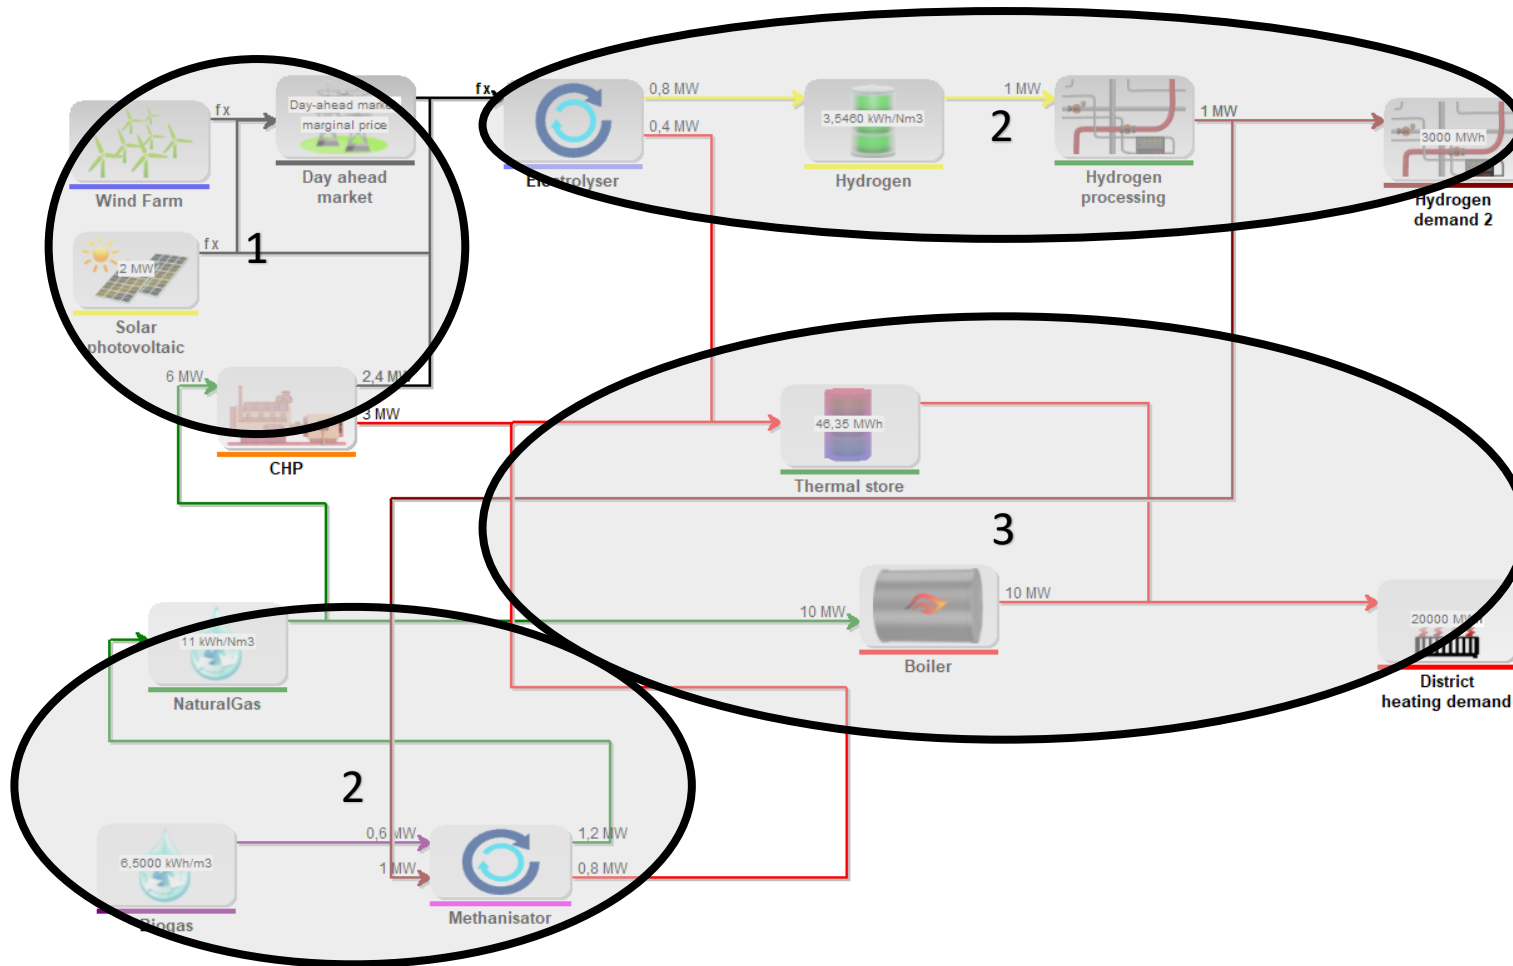 fx
0,8 MW
1 MW
Day-ahead marke
marginal price
fx
3,5460 kWh/Nm3
2
1 MW
0,4 MW
3000 MWh
Wind Farm
Day ahead
market
Electrolyser
Hydrogen
Hydrogen
processing
Hydrogen
demand 2
fx
1
,2 MW
Solar
photovoltaic
6 MW
2,4 MW
3 MW
46,35 MWh
CHP
Thermal store
3
10 MW
10 MW
11 kWh/Nm3
20000 MWh
Boiler
NaturalGas
District
heating demand
2
0,6 MW
1,2 MW
6,5000 kWh/m3
1 MW
0,8 MW
Biogas
Methanisator